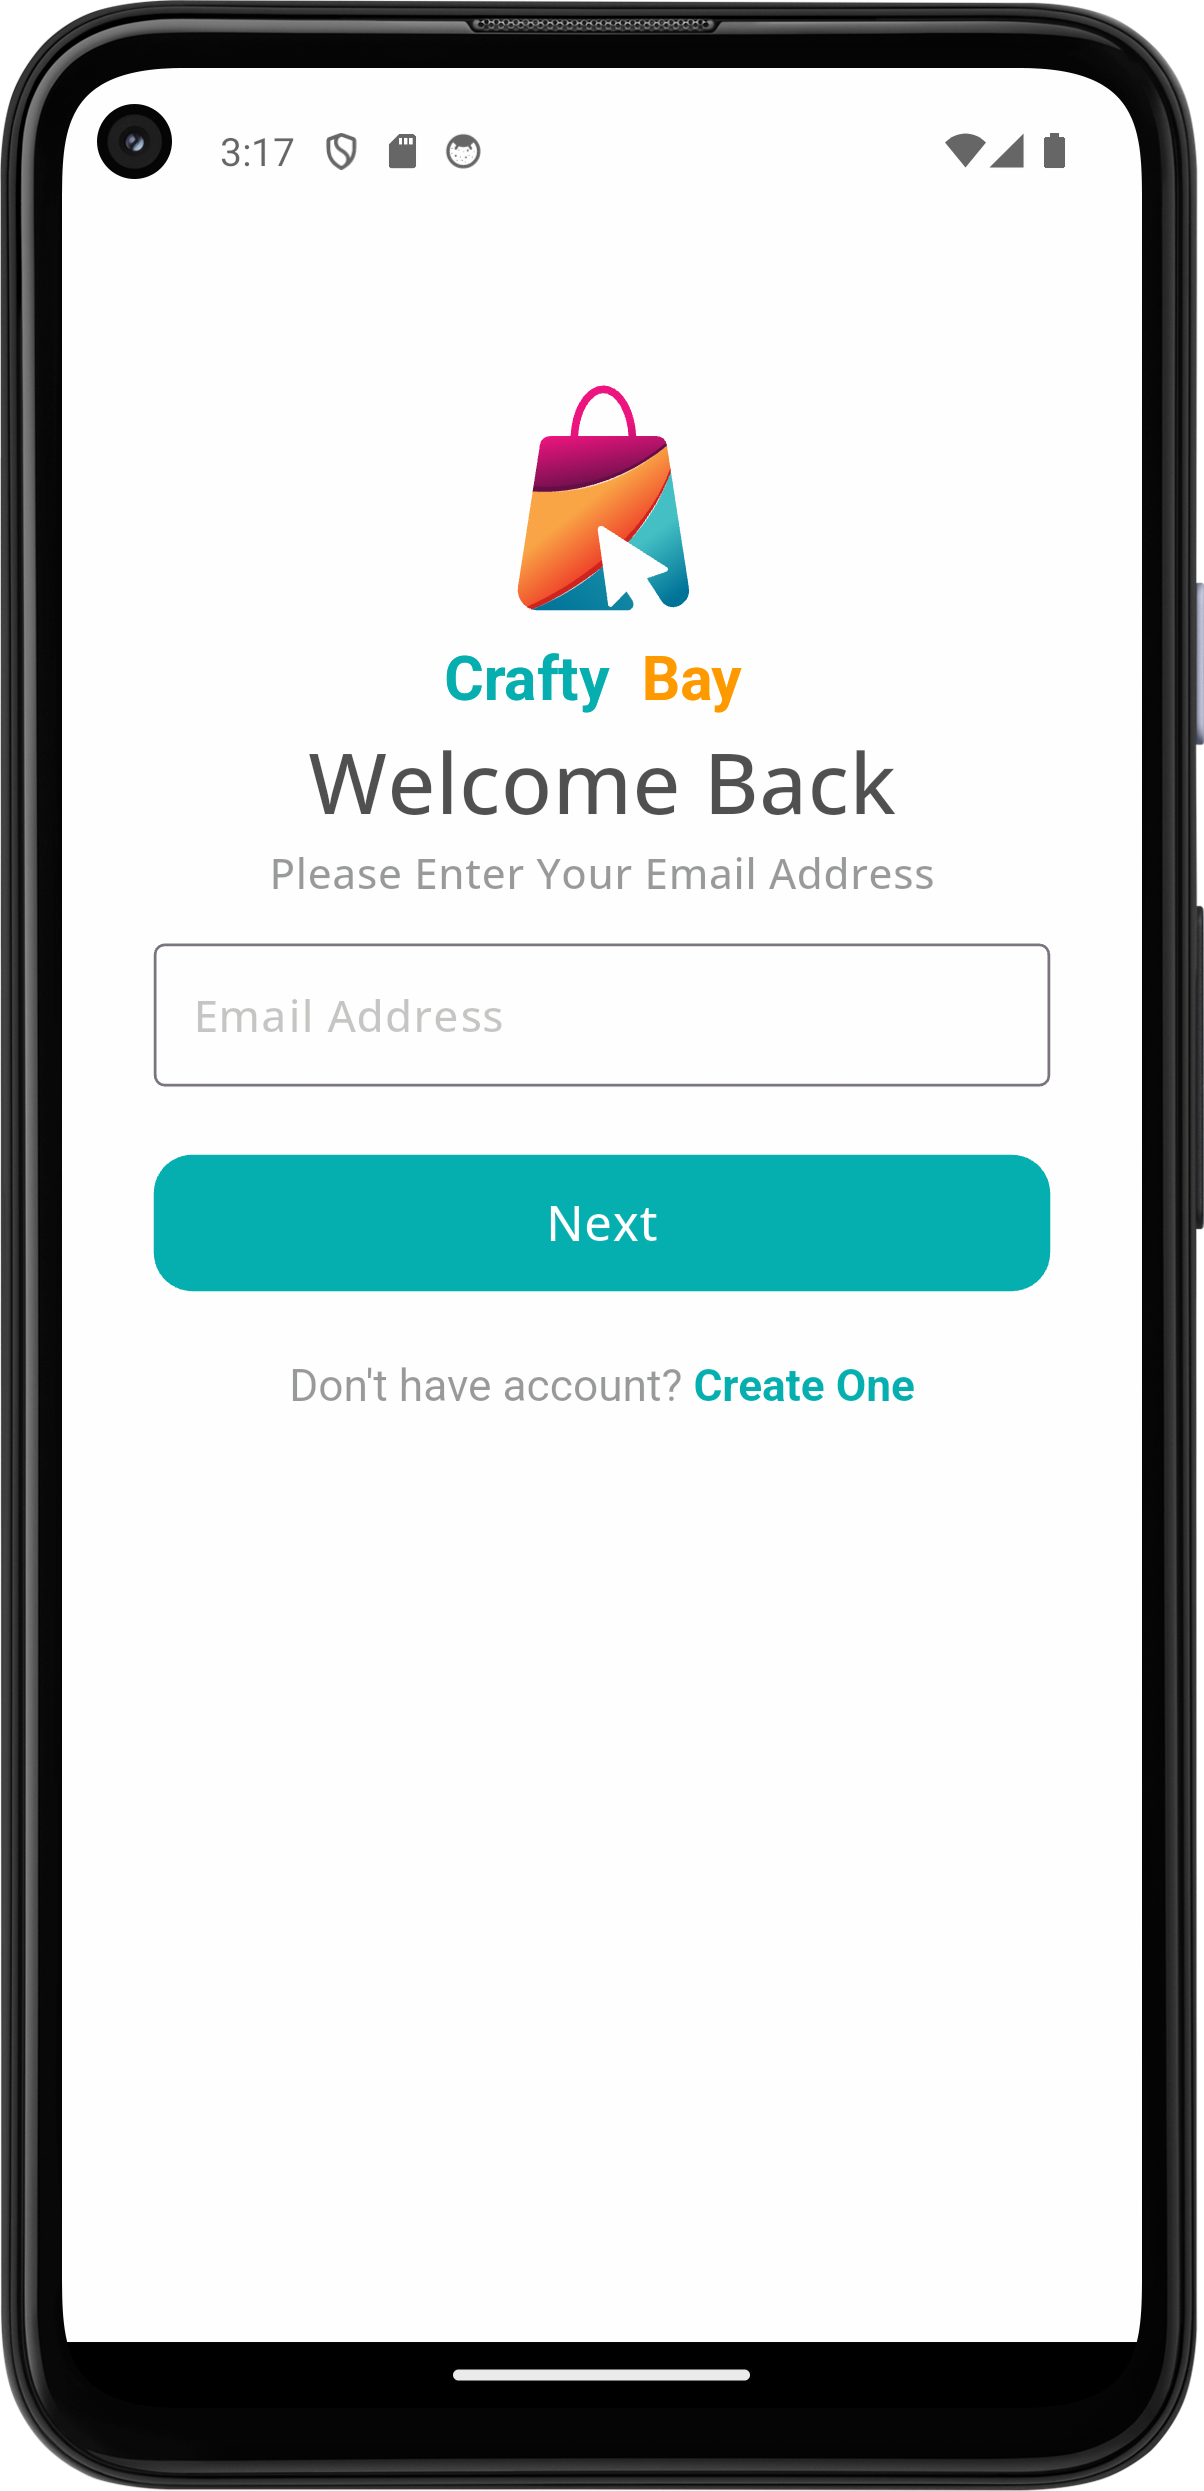 3:17
Crafty Bay
Welcome Back
Please Enter Your Email Address
Email Address
Next
Don't have account? Create One